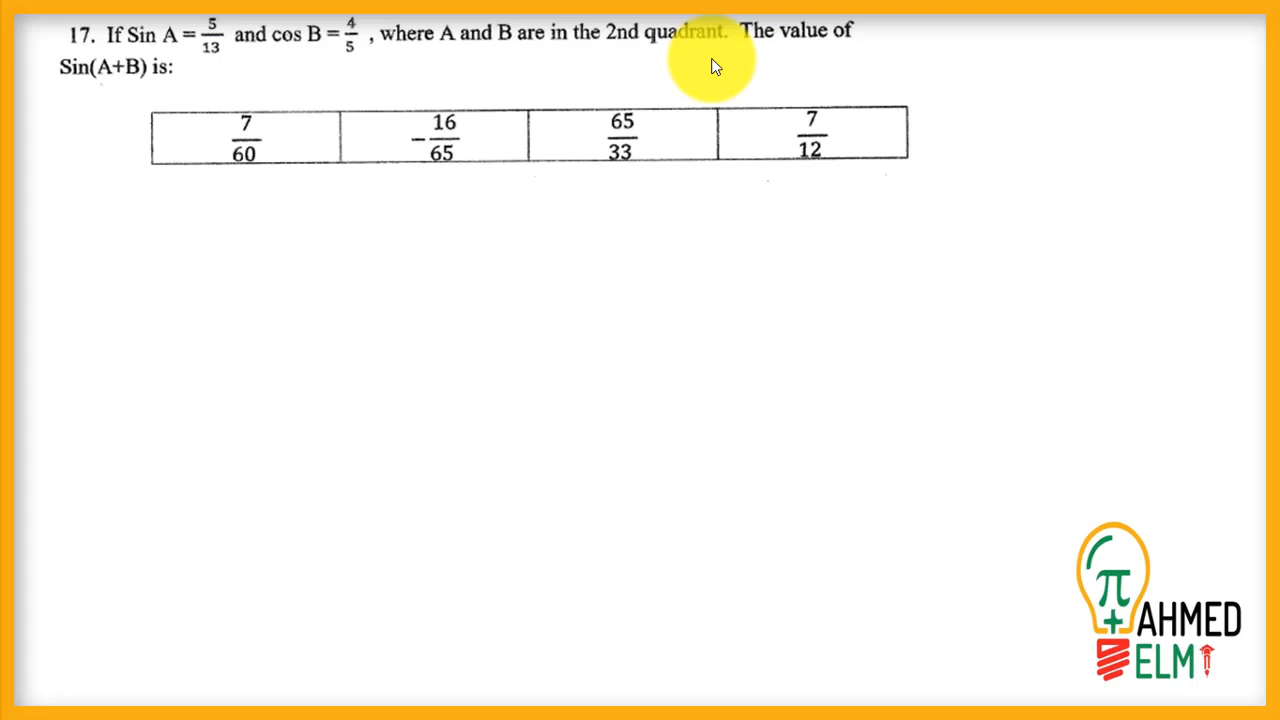 17. If Sin A = 5/13 and cos B = 4/5 , where A and B are in the 2nd quadrant. The value of
Sin(A+B) is:
7/60 −16/65 65/33 7/12
π
+
AHMED
ELMI